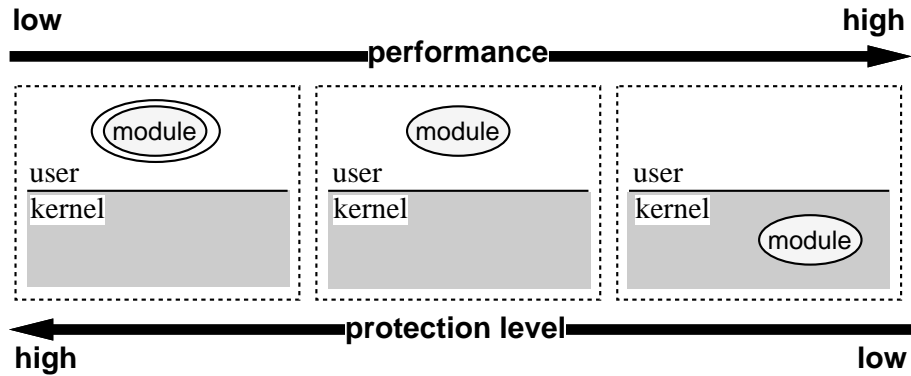 low high
performance
module module
user user user
kernel kernel kernel
module
protection level
high low